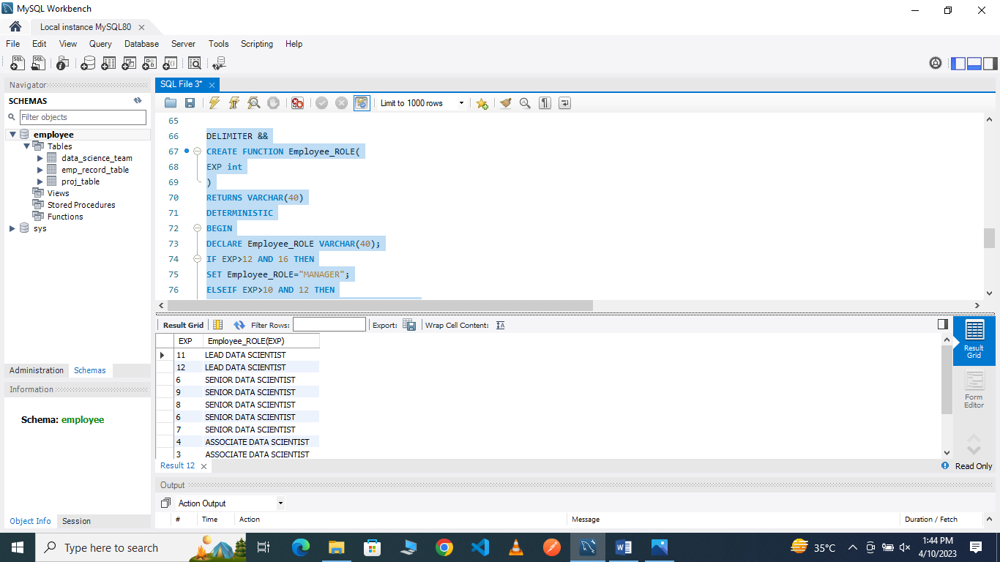 MySQL Workbench
Local instance MySQL80
File Edit View Query Database Server Tools Scripting Help
Navigator
SCHEMAS
Filter objects
employee
Tables
data_science_team
emp_record_table
proj_table
Views
Stored Procedures
Functions
sys
Administration Schemas
Information
Schema: employee
Object Info Session
SQL File 3*
Limit to 1000 rows
65
66 DELIMITER &&
67 CREATE FUNCTION Employee_ROLE(
68 EXP int
69 )
70 RETURNS VARCHAR(40)
71 DETERMINISTIC
72 BEGIN
73 DECLARE Employee_ROLE VARCHAR(40);
74 IF EXP>12 AND 16 THEN
75 SET Employee_ROLE="MANAGER";
76 ELSEIF EXP>10 AND 12 THEN
Result Grid Filter Rows: Export: Wrap Cell Content:
EXP Employee_ROLE(EXP)
11 LEAD DATA SCIENTIST
12 LEAD DATA SCIENTIST
6 SENIOR DATA SCIENTIST
9 SENIOR DATA SCIENTIST
8 SENIOR DATA SCIENTIST
6 SENIOR DATA SCIENTIST
7 SENIOR DATA SCIENTIST
4 ASSOCIATE DATA SCIENTIST
3 ASSOCIATE DATA SCIENTIST
Result
Grid
Form
Editor
Result 12
Read Only
Output
Action Output
# Time Action Message Duration / Fetch
Type here to search
35°C
1:44 PM
4/10/2023